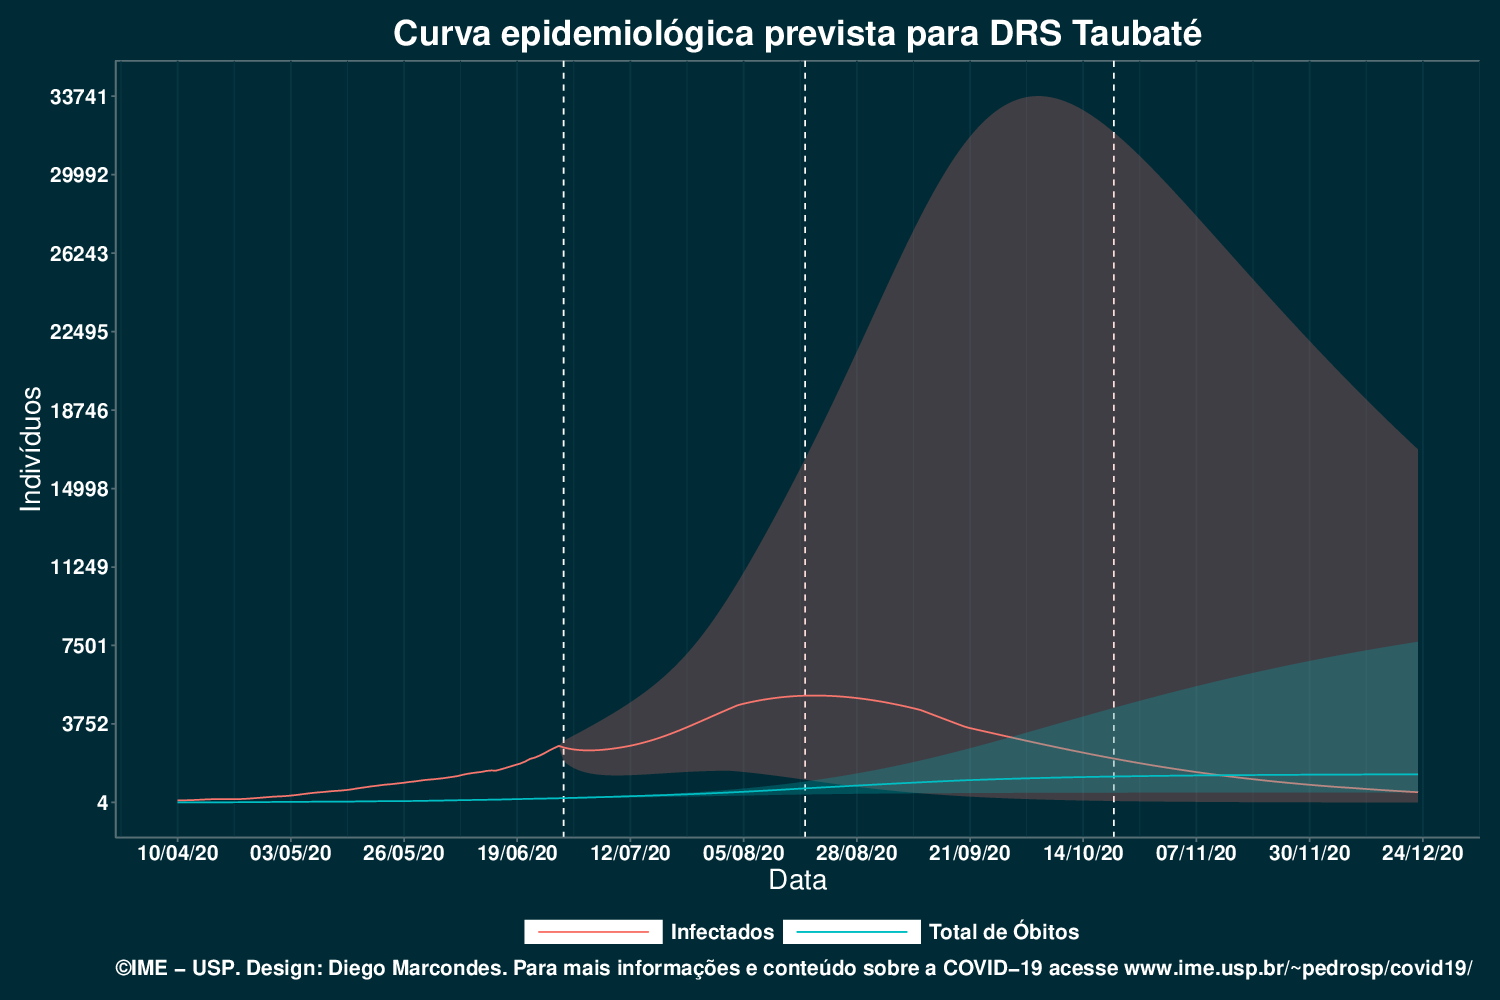 Curva epidemiológica prevista para DRS Taubaté
33741
29992
26243
22495
18746
14998
11249
7501
3752
4
Indivíduos
10/04/20 03/05/20 26/05/20 19/06/20 12/07/20 05/08/20 28/08/20 21/09/20 14/10/20 07/11/20 30/11/20 24/12/20
Data
Infectados Total de Óbitos
©IME − USP. Design: Diego Marcondes. Para mais informações e conteúdo sobre a COVID−19 acesse www.ime.usp.br/~pedrosp/covid19/